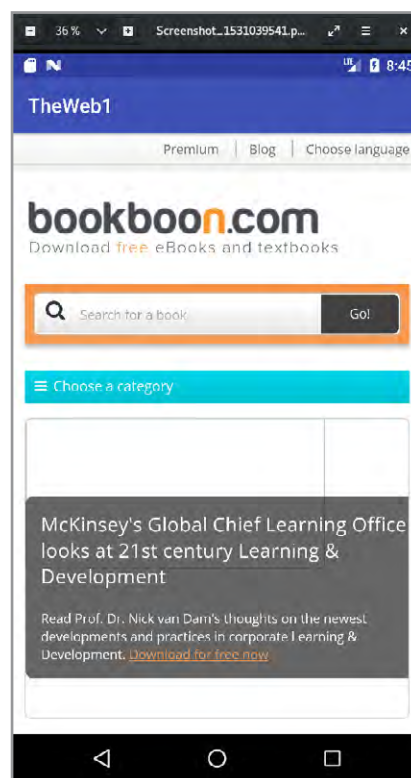 36 % Screenshot_1531039541.p...
LTE 8:45
TheWeb1
Premium | Blog | Choose language
bookboon.com
Download free eBooks and textbooks
Search for a book Go!
Choose a category
McKinsey's Global Chief Learning Office
looks at 21st century Learning &
Development
Read Prof. Dr. Nick van Dam's thoughts on the newest
developments and practices in corporate Learning &
Development. Download for free now